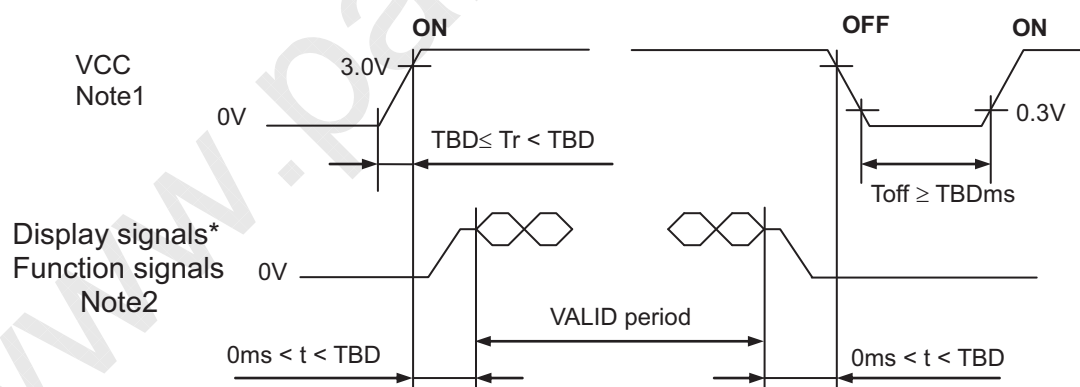 ON
OFF
ON
VCC
Note1
3.0V
0V
0.3V
TBD≤ Tr < TBD
Toff ≥ TBDms
Display signals*
Function signals
Note2
0V
VALID period
0ms < t < TBD
0ms < t < TBD